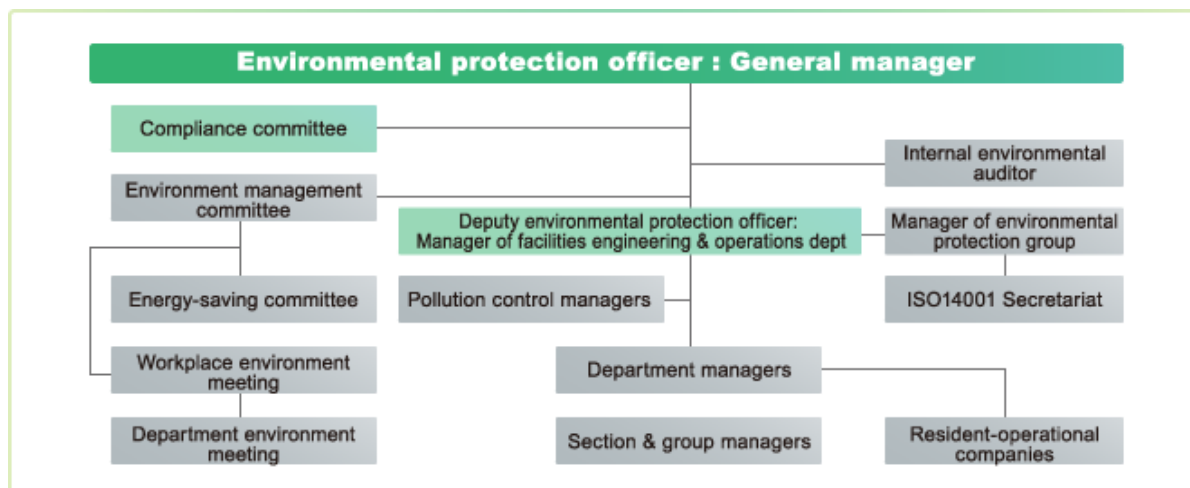 Environmental protection officer : General manager
Compliance committee
Internal environmental
auditor
Environment management
committee
Deputy environmental protection officer:
Manager of facilities engineering & operations dept
Manager of environmental
protection group
Energy-saving committee
Pollution control managers
ISO14001 Secretariat
Workplace environment
meeting
Department managers
Department environment
meeting
Section & group managers
Resident-operational
companies